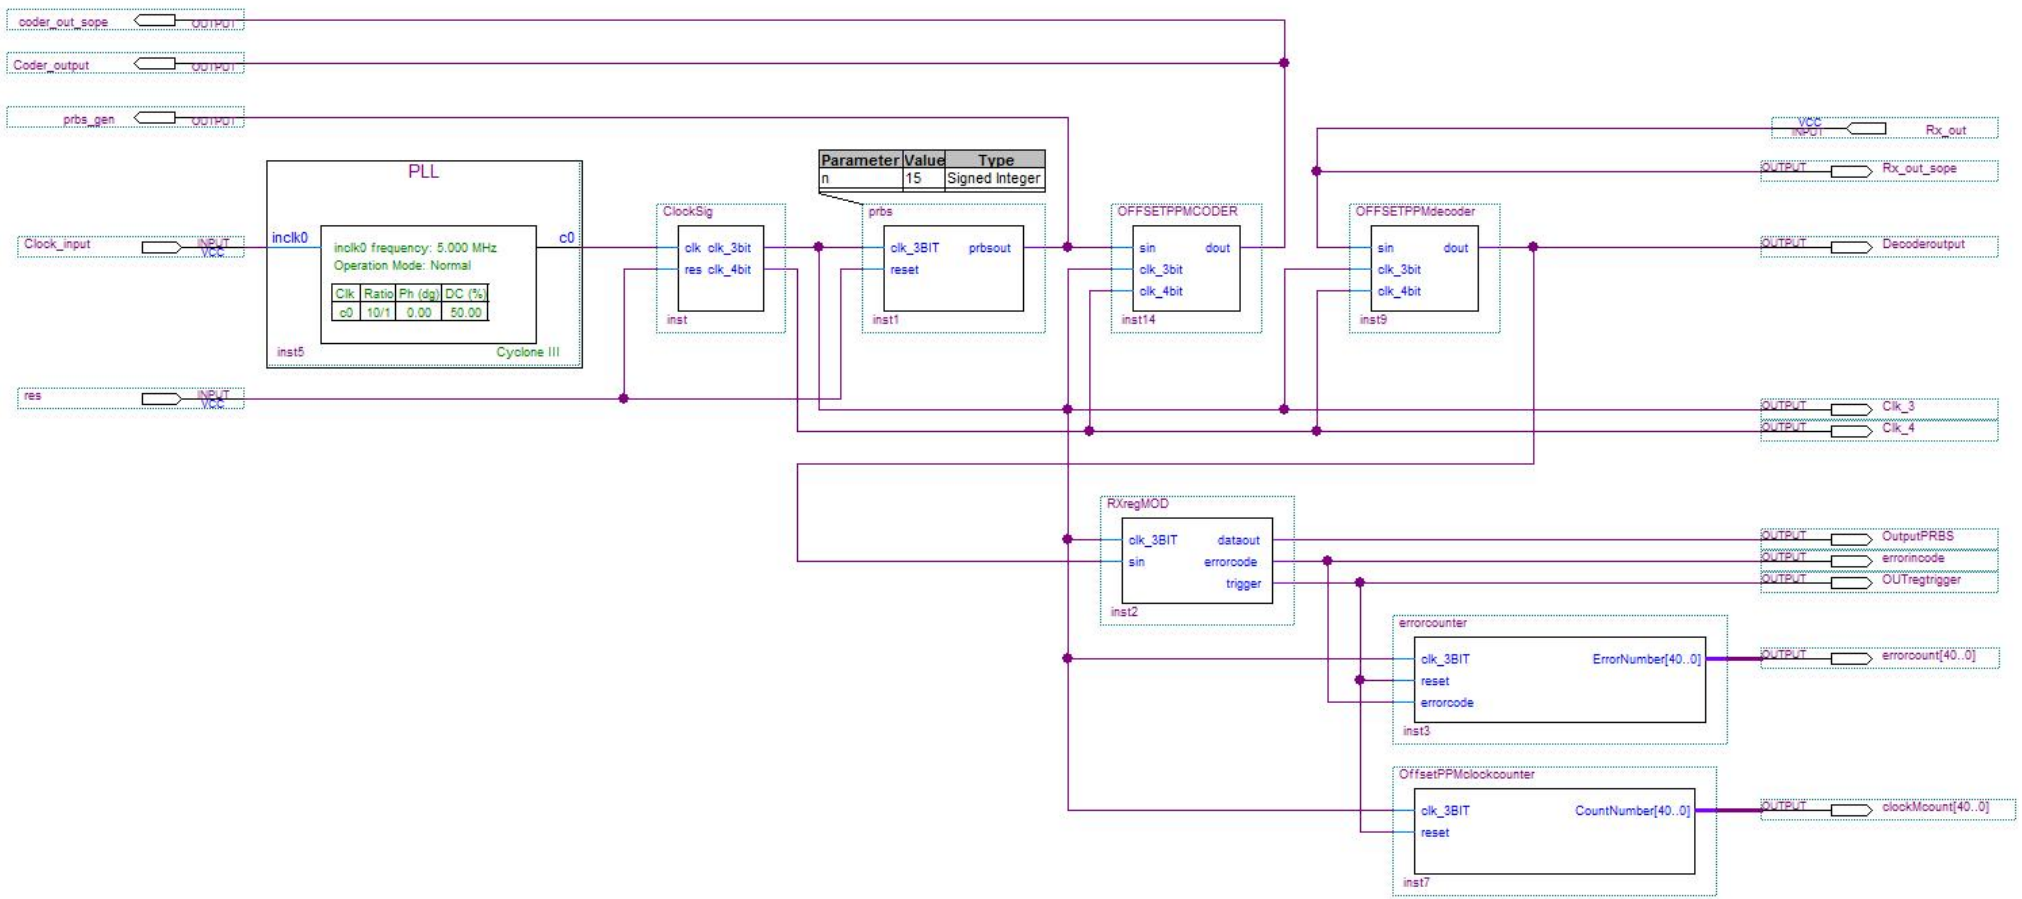 coder_out_sope OUTPUT
Coder_output OUTPUT
prbs_gen OUTPUT
VCC
INPUT Rx_out
OUTPUT Rx_out_sope
Parameter Value Type
n 15 Signed Integer
PLL
Clock_input INPUT
VCC
inclk0 c0
inclk0 frequency: 5.000 MHz
Operation Mode: Normal
Clk Ratio Ph (dg) DC (%)
c0 10/1 0.00 50.00
inst5 Cyclone III
ClockSig
clk clk_3bit
res clk_4bit
inst
prbs
clk_3BIT prbsout
reset
inst1
OFFSETPPMCODER
sin dout
clk_3bit
clk_4bit
inst14
OFFSETPPMdecoder
sin dout
clk_3bit
clk_4bit
inst9
OUTPUT Decoderoutput
res INPUT
VCC
OUTPUT Clk_3
OUTPUT Clk_4
RXregMOD
clk_3BIT dataout
sin errorcode
trigger
inst2
OUTPUT OutputPRBS
OUTPUT errorincode
OUTPUT OUTregtrigger
errorcounter
clk_3BIT ErrorNumber[40..0]
reset
errorcode
inst3
OUTPUT errorcount[40..0]
OffsetPPMclockcounter
clk_3BIT CountNumber[40..0]
reset
inst7
OUTPUT clockMcount[40..0]